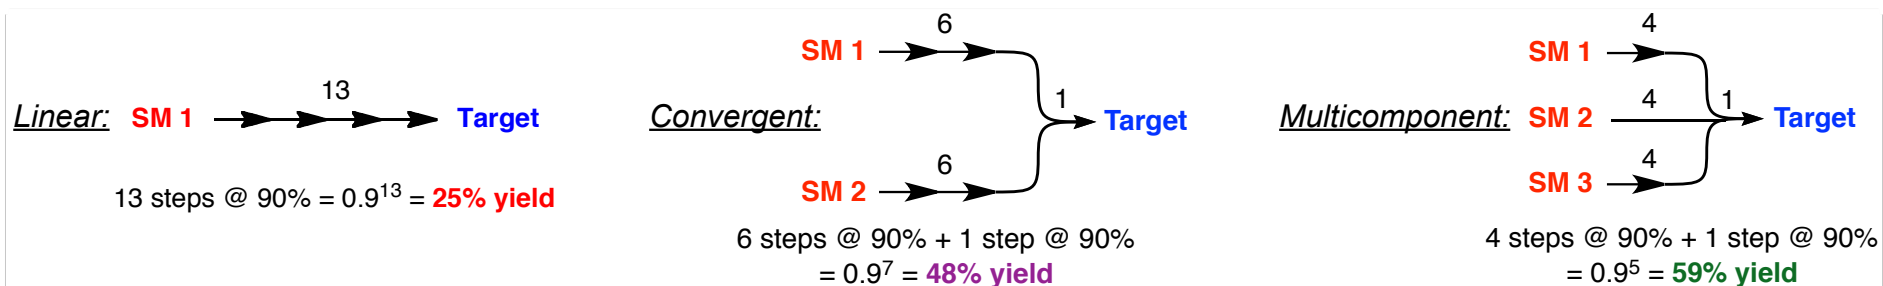 Linear: SM 1 13 Target
13 steps @ 90% = 0.9¹³ = 25% yield
Convergent:
SM 1 6
1 Target
SM 2 6
6 steps @ 90% + 1 step @ 90%
= 0.9⁷ = 48% yield
Multicomponent:
SM 1 4
SM 2 4 1 Target
SM 3 4
4 steps @ 90% + 1 step @ 90%
= 0.9⁵ = 59% yield